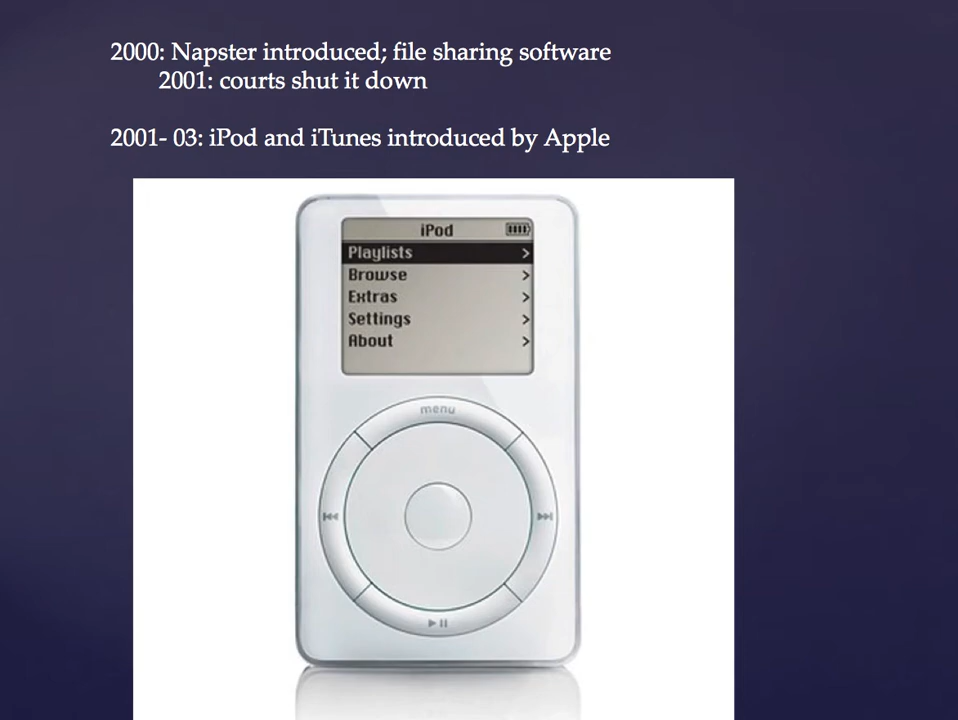 2000: Napster introduced; file sharing software
2001: courts shut it down
2001- 03: iPod and iTunes introduced by Apple
iPod
Playlists >
Browse >
Extras >
Settings >
About >
menu